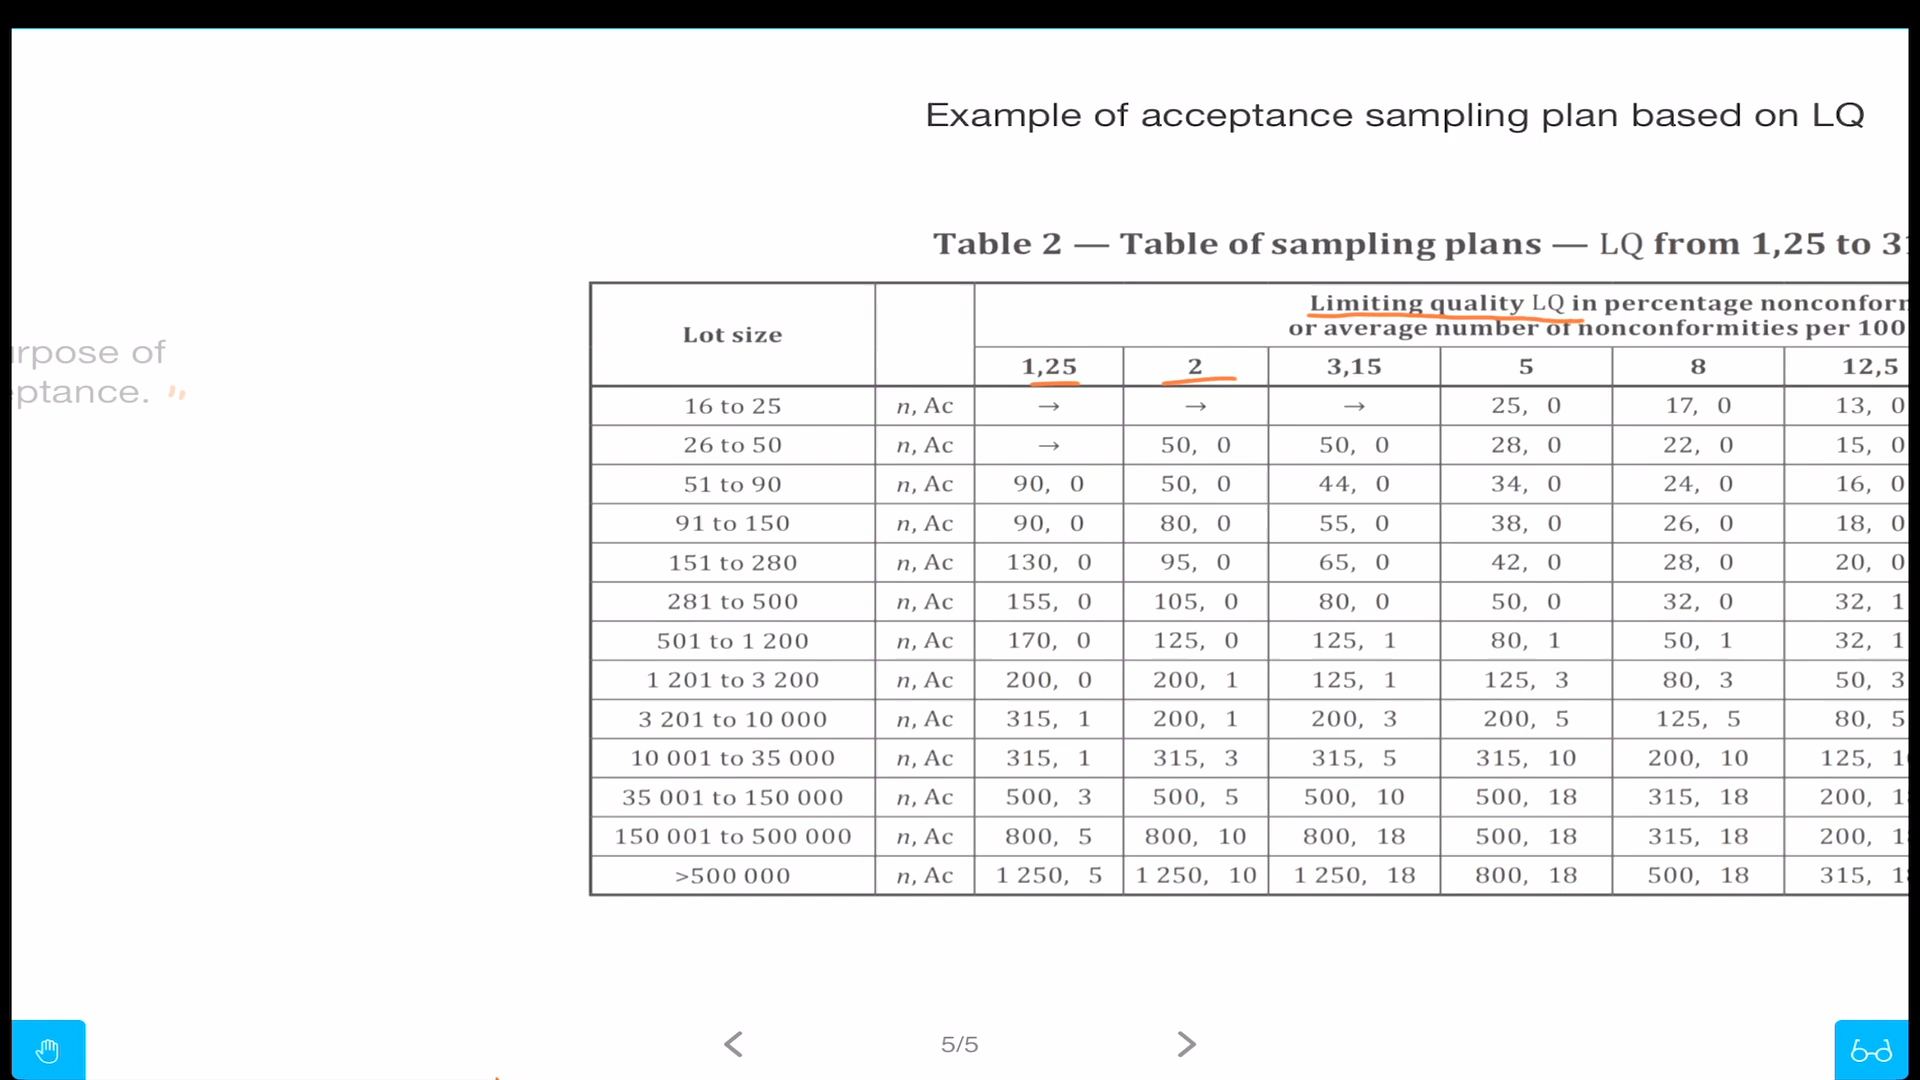 Example of acceptance sampling plan based on LQ
Table 2 — Table of sampling plans — LQ from 1,25 to
Lot size
Limiting quality LQ in percentage
or average number of nonconformities per 100
1,25 2 3,15 5 8 12,5
of
16 to 25 n, Ac → → → 25, 0 17, 0 13, 0
26 to 50 n, Ac → 50, 0 50, 0 28, 0 22, 0 15, 0
51 to 90 n, Ac 90, 0 50, 0 44, 0 34, 0 24, 0 16, 0
91 to 150 n, Ac 90, 0 80, 0 55, 0 38, 0 26, 0 18, 0
151 to 280 n, Ac 130, 0 95, 0 65, 0 42, 0 28, 0 20, 0
281 to 500 n, Ac 155, 0 105, 0 80, 0 50, 0 32, 0 32, 1
501 to 1 200 n, Ac 170, 0 125, 0 125, 1 80, 1 50, 1 32, 1
1 201 to 3 200 n, Ac 200, 0 200, 1 125, 1 125, 3 80, 3 50, 3
3 201 to 10 000 n, Ac 315, 1 200, 1 200, 3 200, 5 125, 5 80, 5
10 001 to 35 000 n, Ac 315, 1 315, 3 315, 5 315, 10 200, 10 125,
35 001 to 150 000 n, Ac 500, 3 500, 5 500, 10 500, 18 315, 18 200,
150 001 to 500 000 n, Ac 800, 5 800, 10 800, 18 500, 18 315, 18 200,
>500 000 n, Ac 1 250, 5 1 250, 10 1 250, 18 800, 18 500, 18 315,
5/5